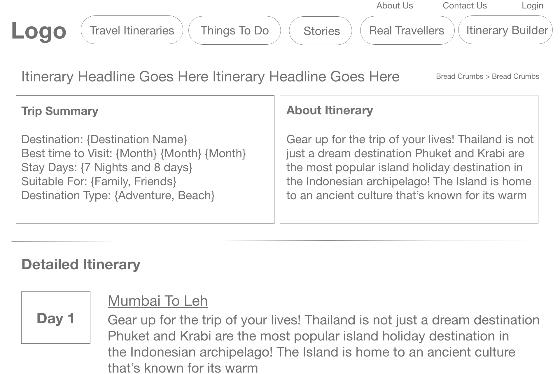 About Us Contact Us Login
Logo Travel Itineraries Things To Do Stories Real Travellers Itinerary Builder
Itinerary Headline Goes Here Itinerary Headline Goes Here Bread Crumbs > Bread Crumbs
Trip Summary
Destination: {Destination Name}
Best time to Visit: {Month} {Month} {Month}
Stay Days: {7 Nights and 8 days}
Suitable For: {Family, Friends}
Destination Type: {Adventure, Beach}
About Itinerary
Gear up for the trip of your lives! Thailand is not
just a dream destination Phuket and Krabi are
the most popular island holiday destination in
the Indonesian archipelago! The Island is home
to an ancient culture that's known for its warm
Detailed Itinerary
Day 1
Mumbai To Leh
Gear up for the trip of your lives! Thailand is not just a dream destination
Phuket and Krabi are the most popular island holiday destination in
the Indonesian archipelago! The Island is home to an ancient culture
that's known for its warm